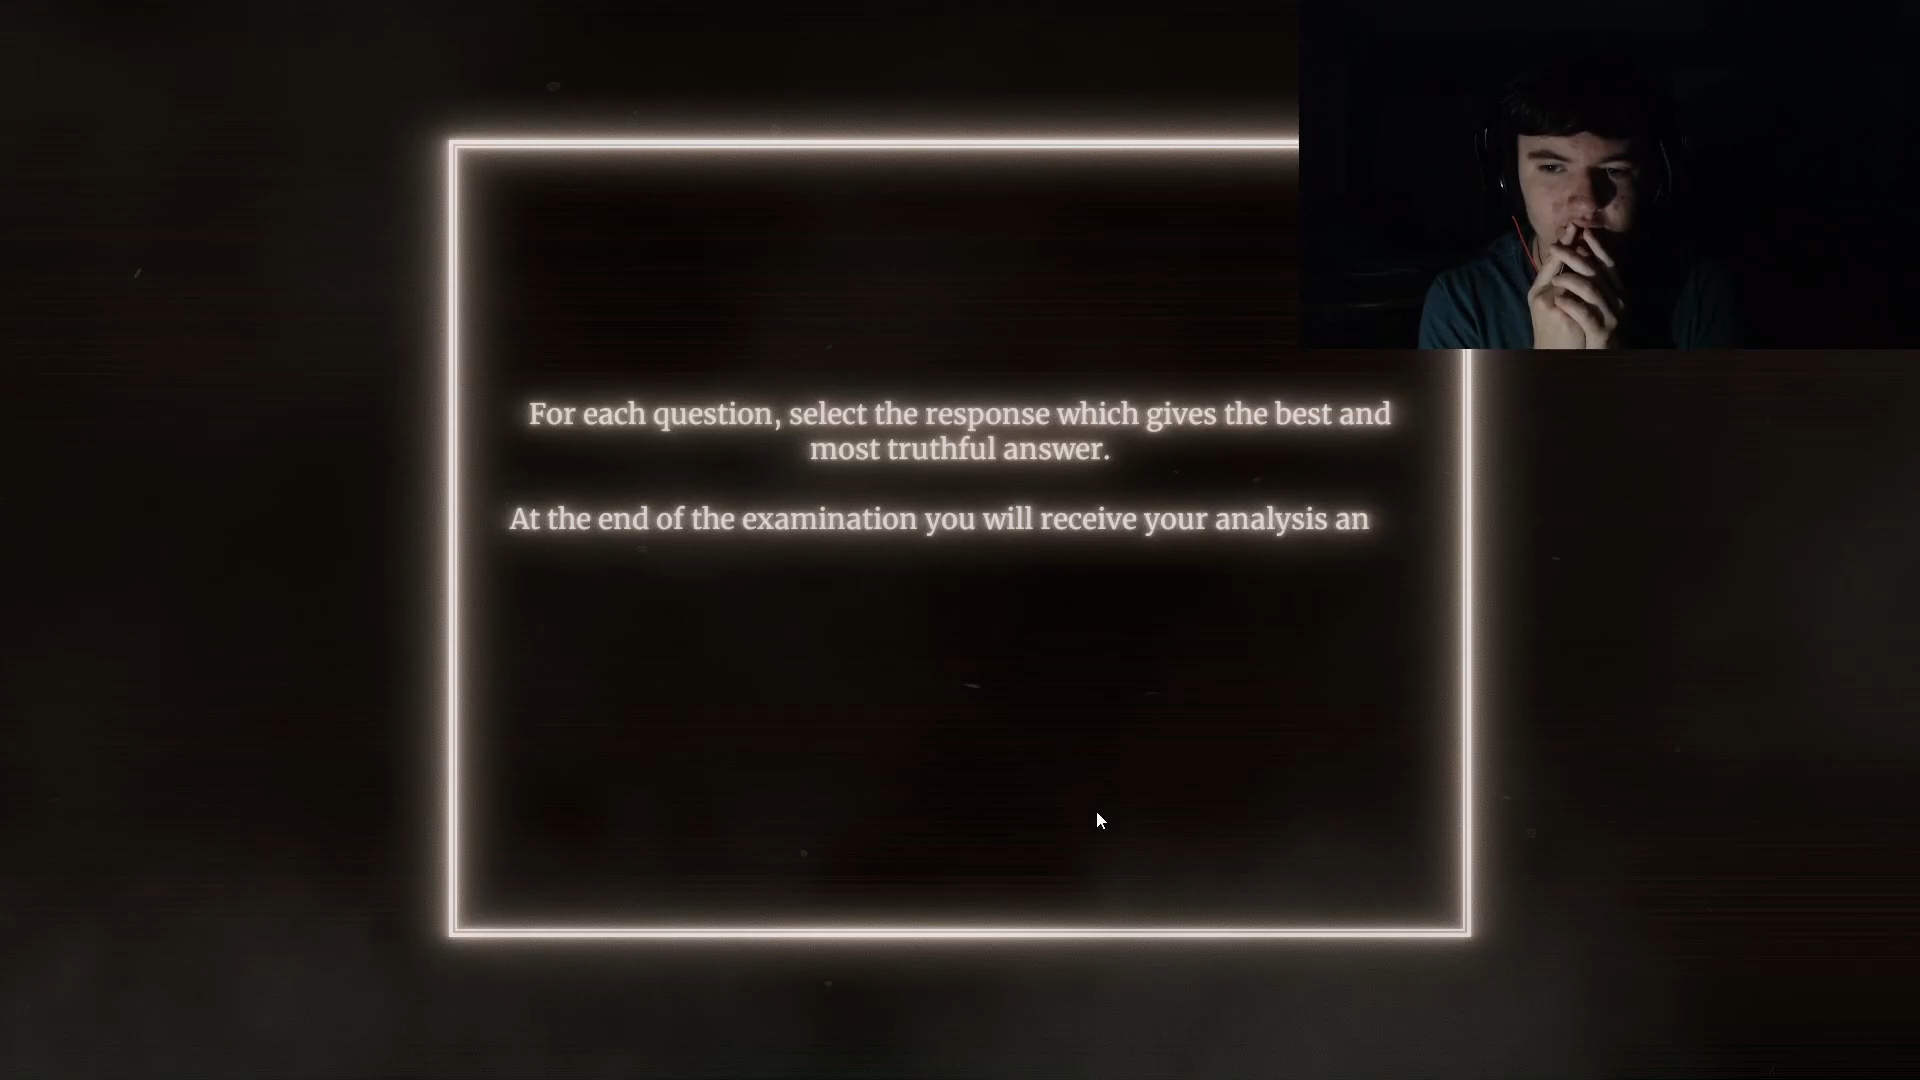 For each question, select the response which gives the best and
most truthful answer.
At the end of the examination you will receive your analysis an